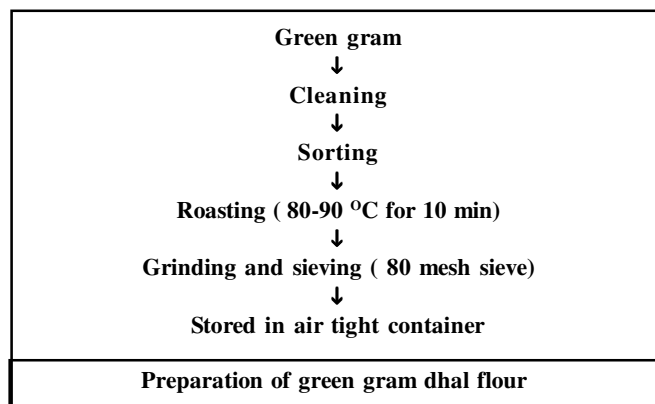 Green gram
↓
Cleaning
↓
Sorting
↓
Roasting ( 80-90 ᴼC for 10 min)
↓
Grinding and sieving ( 80 mesh sieve)
↓
Stored in air tight container
Preparation of green gram dhal flour